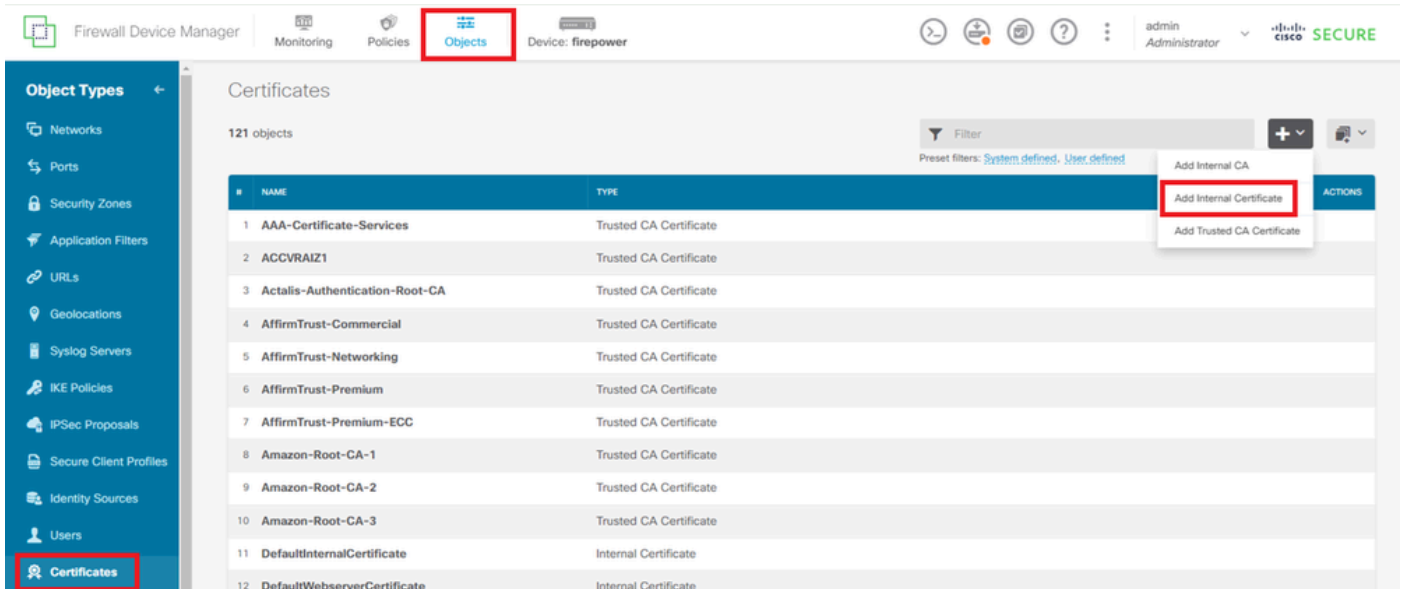 Firewall Device Manager
Monitoring
Policies
Objects
Device: firepower
admin
Administrator
cisco SECURE
Object Types
Networks
Ports
Security Zones
Application Filters
URLs
Geolocations
Syslog Servers
IKE Policies
IPSec Proposals
Secure Client Profiles
Identity Sources
Users
Certificates
Certificates
121 objects
Filter
Preset filters: System defined, User defined
Add Internal CA
Add Internal Certificate
Add Trusted CA Certificate
# NAME TYPE ACTIONS
1 AAA-Certificate-Services Trusted CA Certificate
2 ACCVRAIZ1 Trusted CA Certificate
3 Actalis-Authentication-Root-CA Trusted CA Certificate
4 AffirmTrust-Commercial Trusted CA Certificate
5 AffirmTrust-Networking Trusted CA Certificate
6 AffirmTrust-Premium Trusted CA Certificate
7 AffirmTrust-Premium-ECC Trusted CA Certificate
8 Amazon-Root-CA-1 Trusted CA Certificate
9 Amazon-Root-CA-2 Trusted CA Certificate
10 Amazon-Root-CA-3 Trusted CA Certificate
11 DefaultInternalCertificate Internal Certificate
12 DefaultWebserverCertificate Internal Certificate